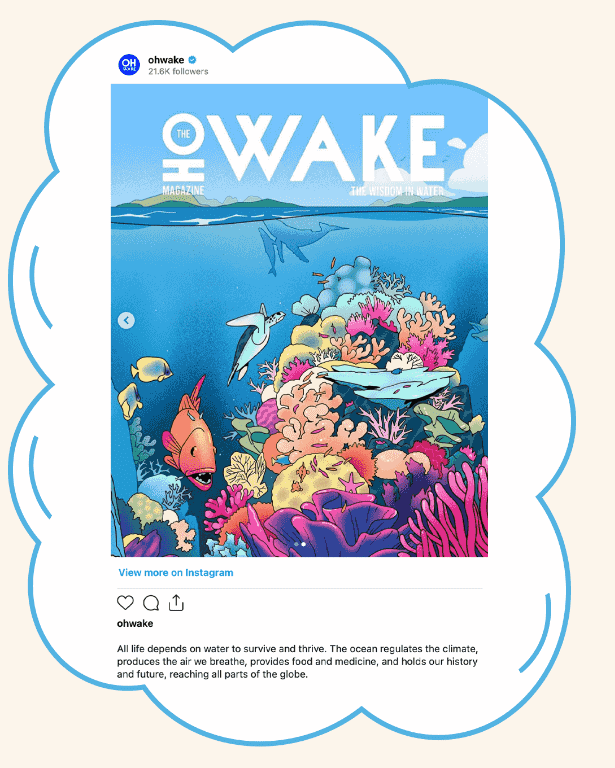 ohwake
21.6K followers
OH
WAKE
THE
OHWAKE
MAGAZINE
THE WISDOM IN WATER
View more on Instagram
ohwake
All life depends on water to survive and thrive. The ocean regulates the climate,
produces the air we breathe, provides food and medicine, and holds our history
and future, reaching all parts of the globe.